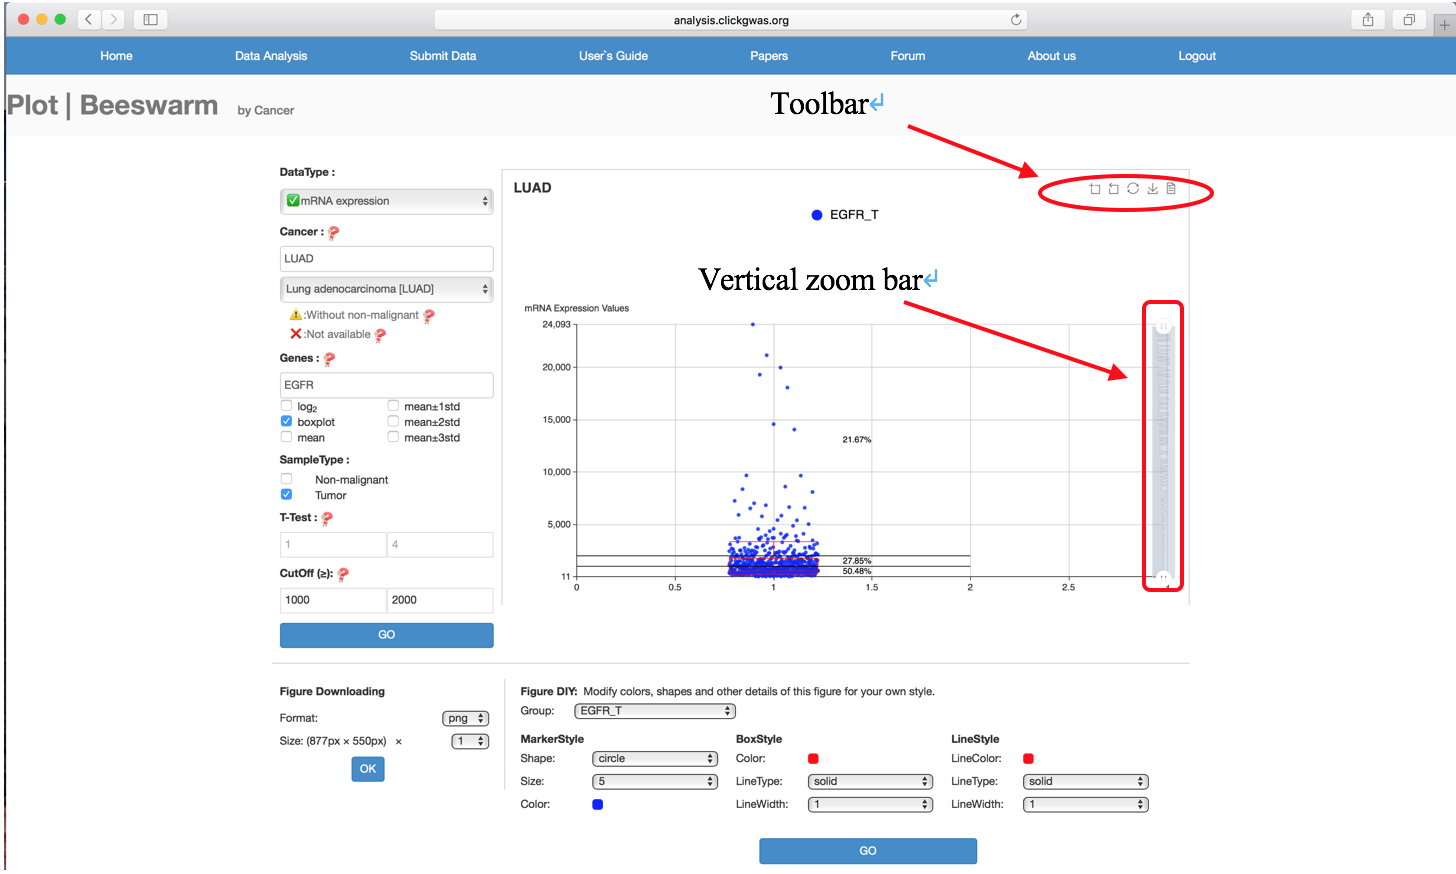 analysis.clickgwas.org
Home Data Analysis Submit Data User`s Guide Papers Forum About us Logout
Plot | Beeswarm by Cancer
Toolbar↵
DataType :
✅mRNA expression
Cancer : ?
LUAD
Lung adenocarcinoma [LUAD]
⚠:Without non-malignant ?
❌:Not available ?
Genes : ?
EGFR
log2 mean±1std
boxplot mean±2std
mean mean±3std
SampleType :
Non-malignant
Tumor
T-Test : ?
1 4
CutOff (≥): ?
1000 2000
GO
LUAD
EGFR_T
Vertical zoom bar↵
mRNA Expression Values
24,093
20,000
15,000
21.67%
10,000
5,000
27.85%
50.48%
11
0 0.5 1 1.5 2 2.5
Figure Downloading
Format: png
Size: (877px × 550px) × 1
OK
Figure DIY: Modify colors, shapes and other details of this figure for your own style.
Group: EGFR_T
MarkerStyle BoxStyle LineStyle
Shape: circle Color: LineColor:
Size: 5 LineType: solid LineType: solid
Color: LineWidth: 1 LineWidth: 1
GO